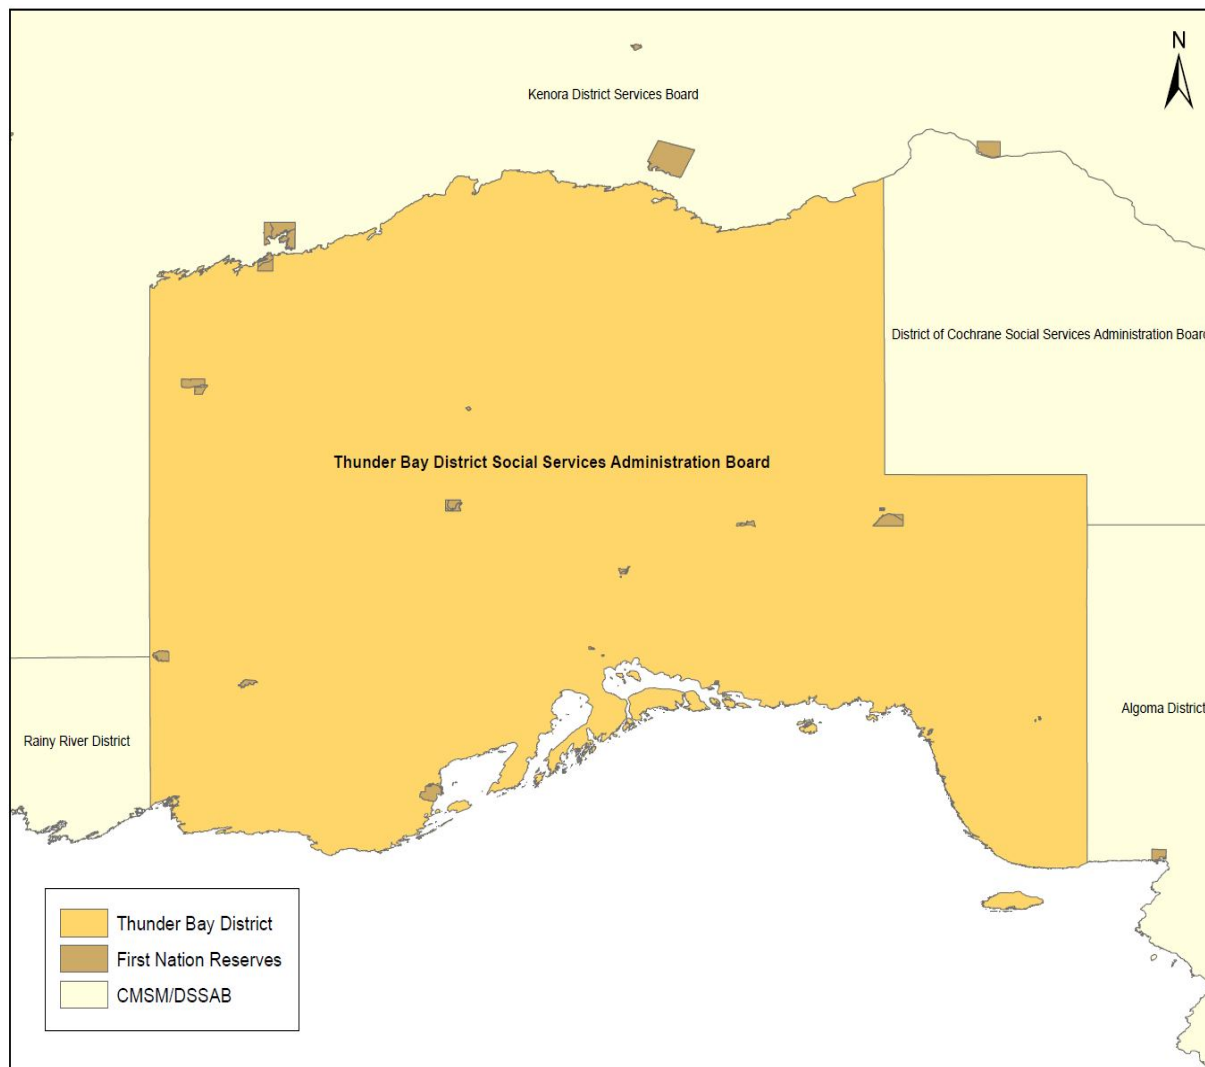 N
Kenora District Services Board
District of Cochrane Social Services Administration Board
Thunder Bay District Social Services Administration Board
Algoma District
Rainy River District
Thunder Bay District
First Nation Reserves
CMSM/DSSAB